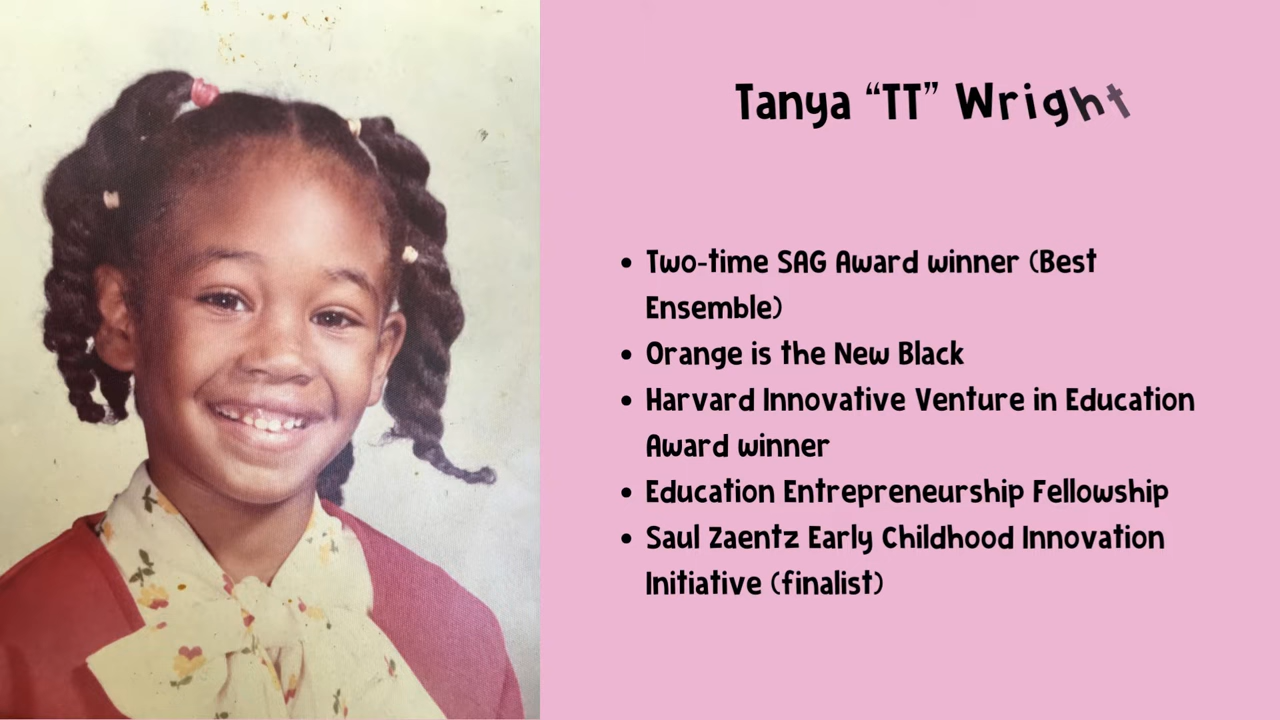 Tanya “TT” Wright
• Two-time SAG Award winner (Best
Ensemble)
• Orange is the New Black
• Harvard Innovative Venture in Education
Award winner
• Education Entrepreneurship Fellowship
• Saul Zaentz Early Childhood Innovation
Initiative (finalist)